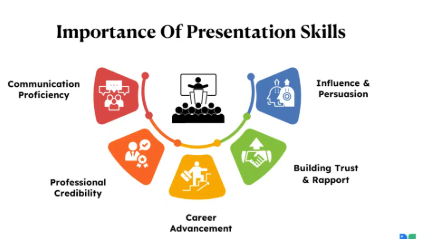 Importance Of Presentation Skills
Communication
Proficiency
Influence &
Persuasion
Professional
Credibility
Building Trust
& Rapport
Career
Advancement